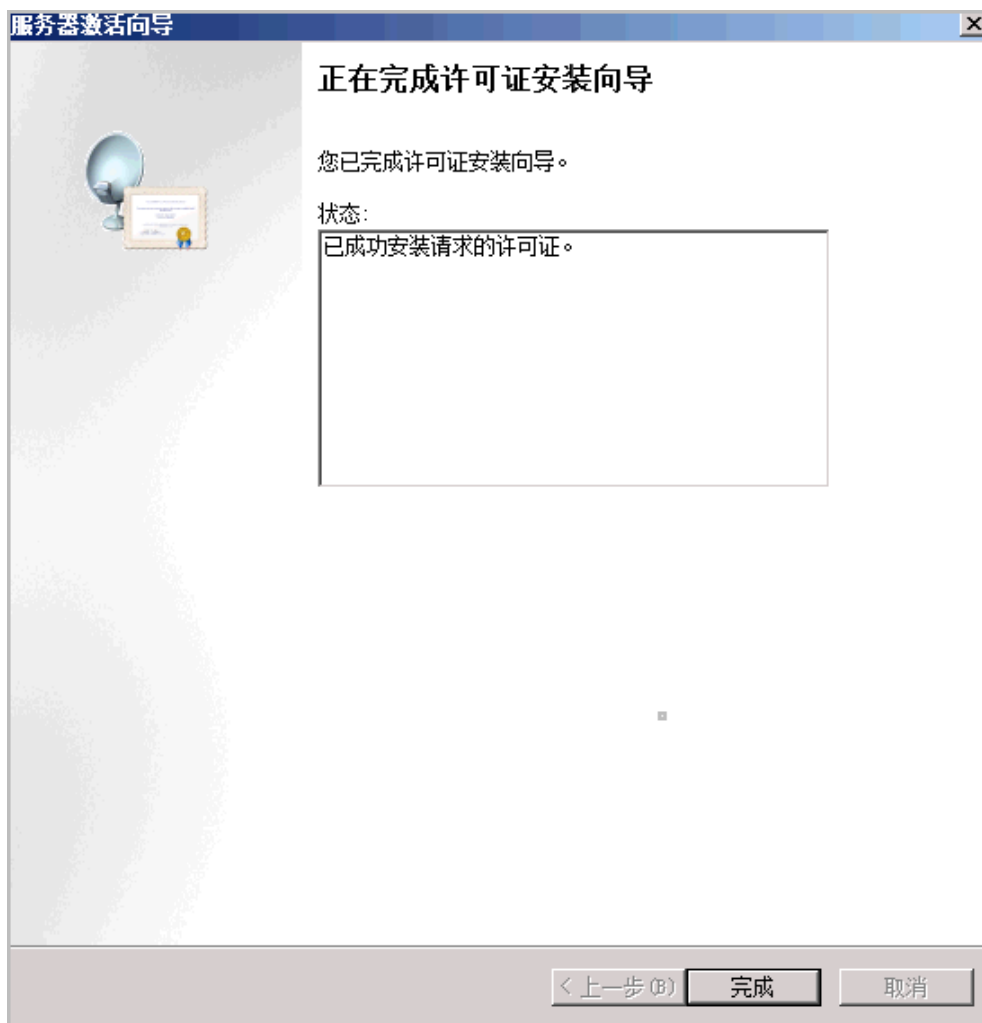 服务器激活向导
正在完成许可证安装向导
您已完成许可证安装向导。
状态:
已成功安装请求的许可证。
< 上一步(B)
完成
取消